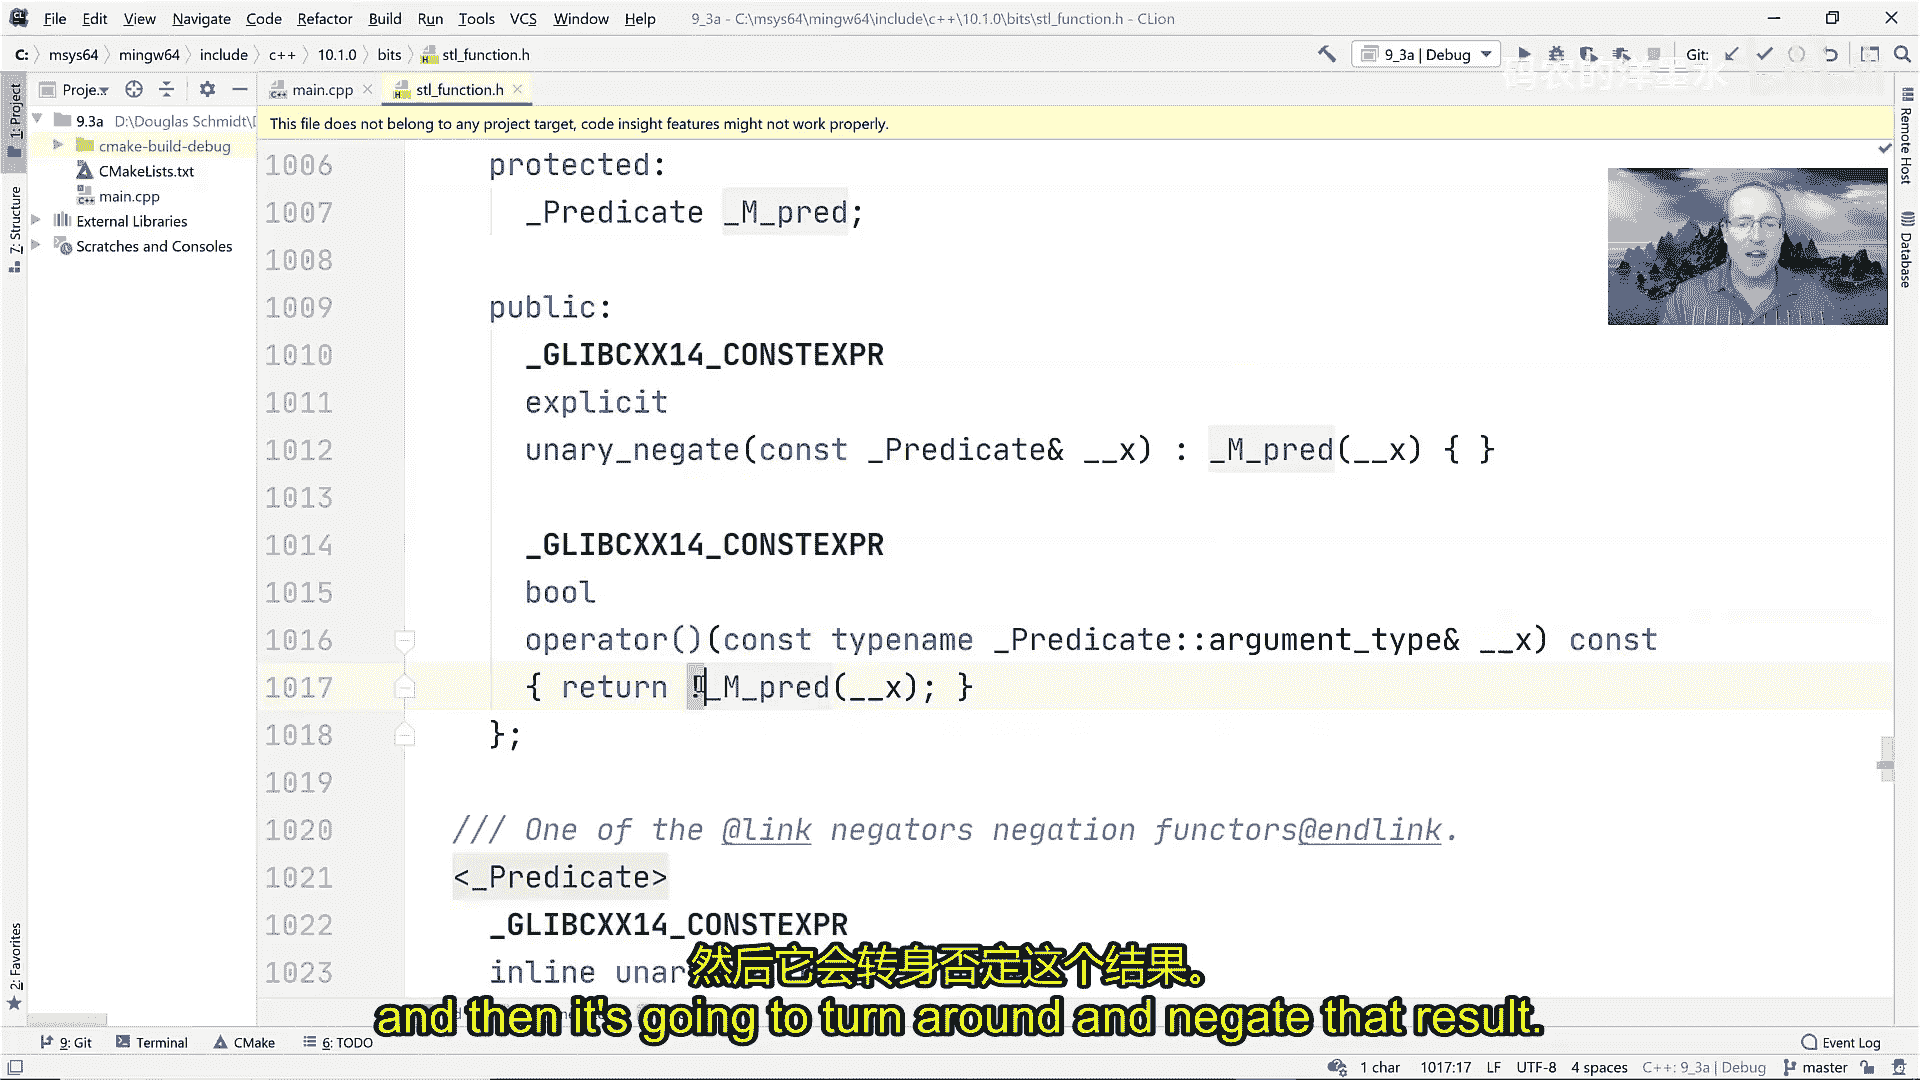 File Edit View Navigate Code Refactor Build Run Tools VCS Window Help 9_3a - C:\msys64\mingw64\include\c++\10.1.0\bits\stl_function.h - CLion
C: msys64 mingw64 include c++ 10.1.0 bits stl_function.h 9_3a | Debug Git:
码农的洋墨水
Proje... main.cpp stl_function.h
1: Project
9.3a D:\Douglas Schmidt\
This file does not belong to any project target, code insight features might not work properly.
cmake-build-debug
CMakeLists.txt
main.cpp
External Libraries
Scratches and Consoles
7: Structure
2: Favorites
Remote Host
Database
1006 protected:
1007 _Predicate _M_pred;
1008
1009 public:
1010 _GLIBCXX14_CONSTEXPR
1011 explicit
1012 unary_negate(const _Predicate& __x) : _M_pred(__x) { }
1013
1014 _GLIBCXX14_CONSTEXPR
1015 bool
1016 operator()(const typename _Predicate::argument_type& __x) const
1017 { return !_M_pred(__x); }
1018 };
1019
1020 /// One of the @link negators negation functors@endlink.
1021 <_Predicate>
1022 _GLIBCXX14_CONSTEXPR
1023 inline
然后它会转身否定这个结果。
and then it's going to turn around and negate that result.
9: Git Terminal CMake 6: TODO Event Log
1 char 1017:17 LF UTF-8 4 spaces C++: 9_3a | Debug master